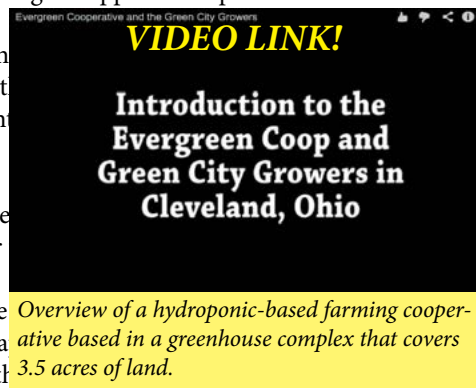 Evergreen Cooperative and the Green City Growers
VIDEO LINK!
Introduction to the
Evergreen Coop and
Green City Growers in
Cleveland, Ohio
Overview of a hydroponic-based farming cooper-
ative based in a greenhouse complex that covers
3.5 acres of land.